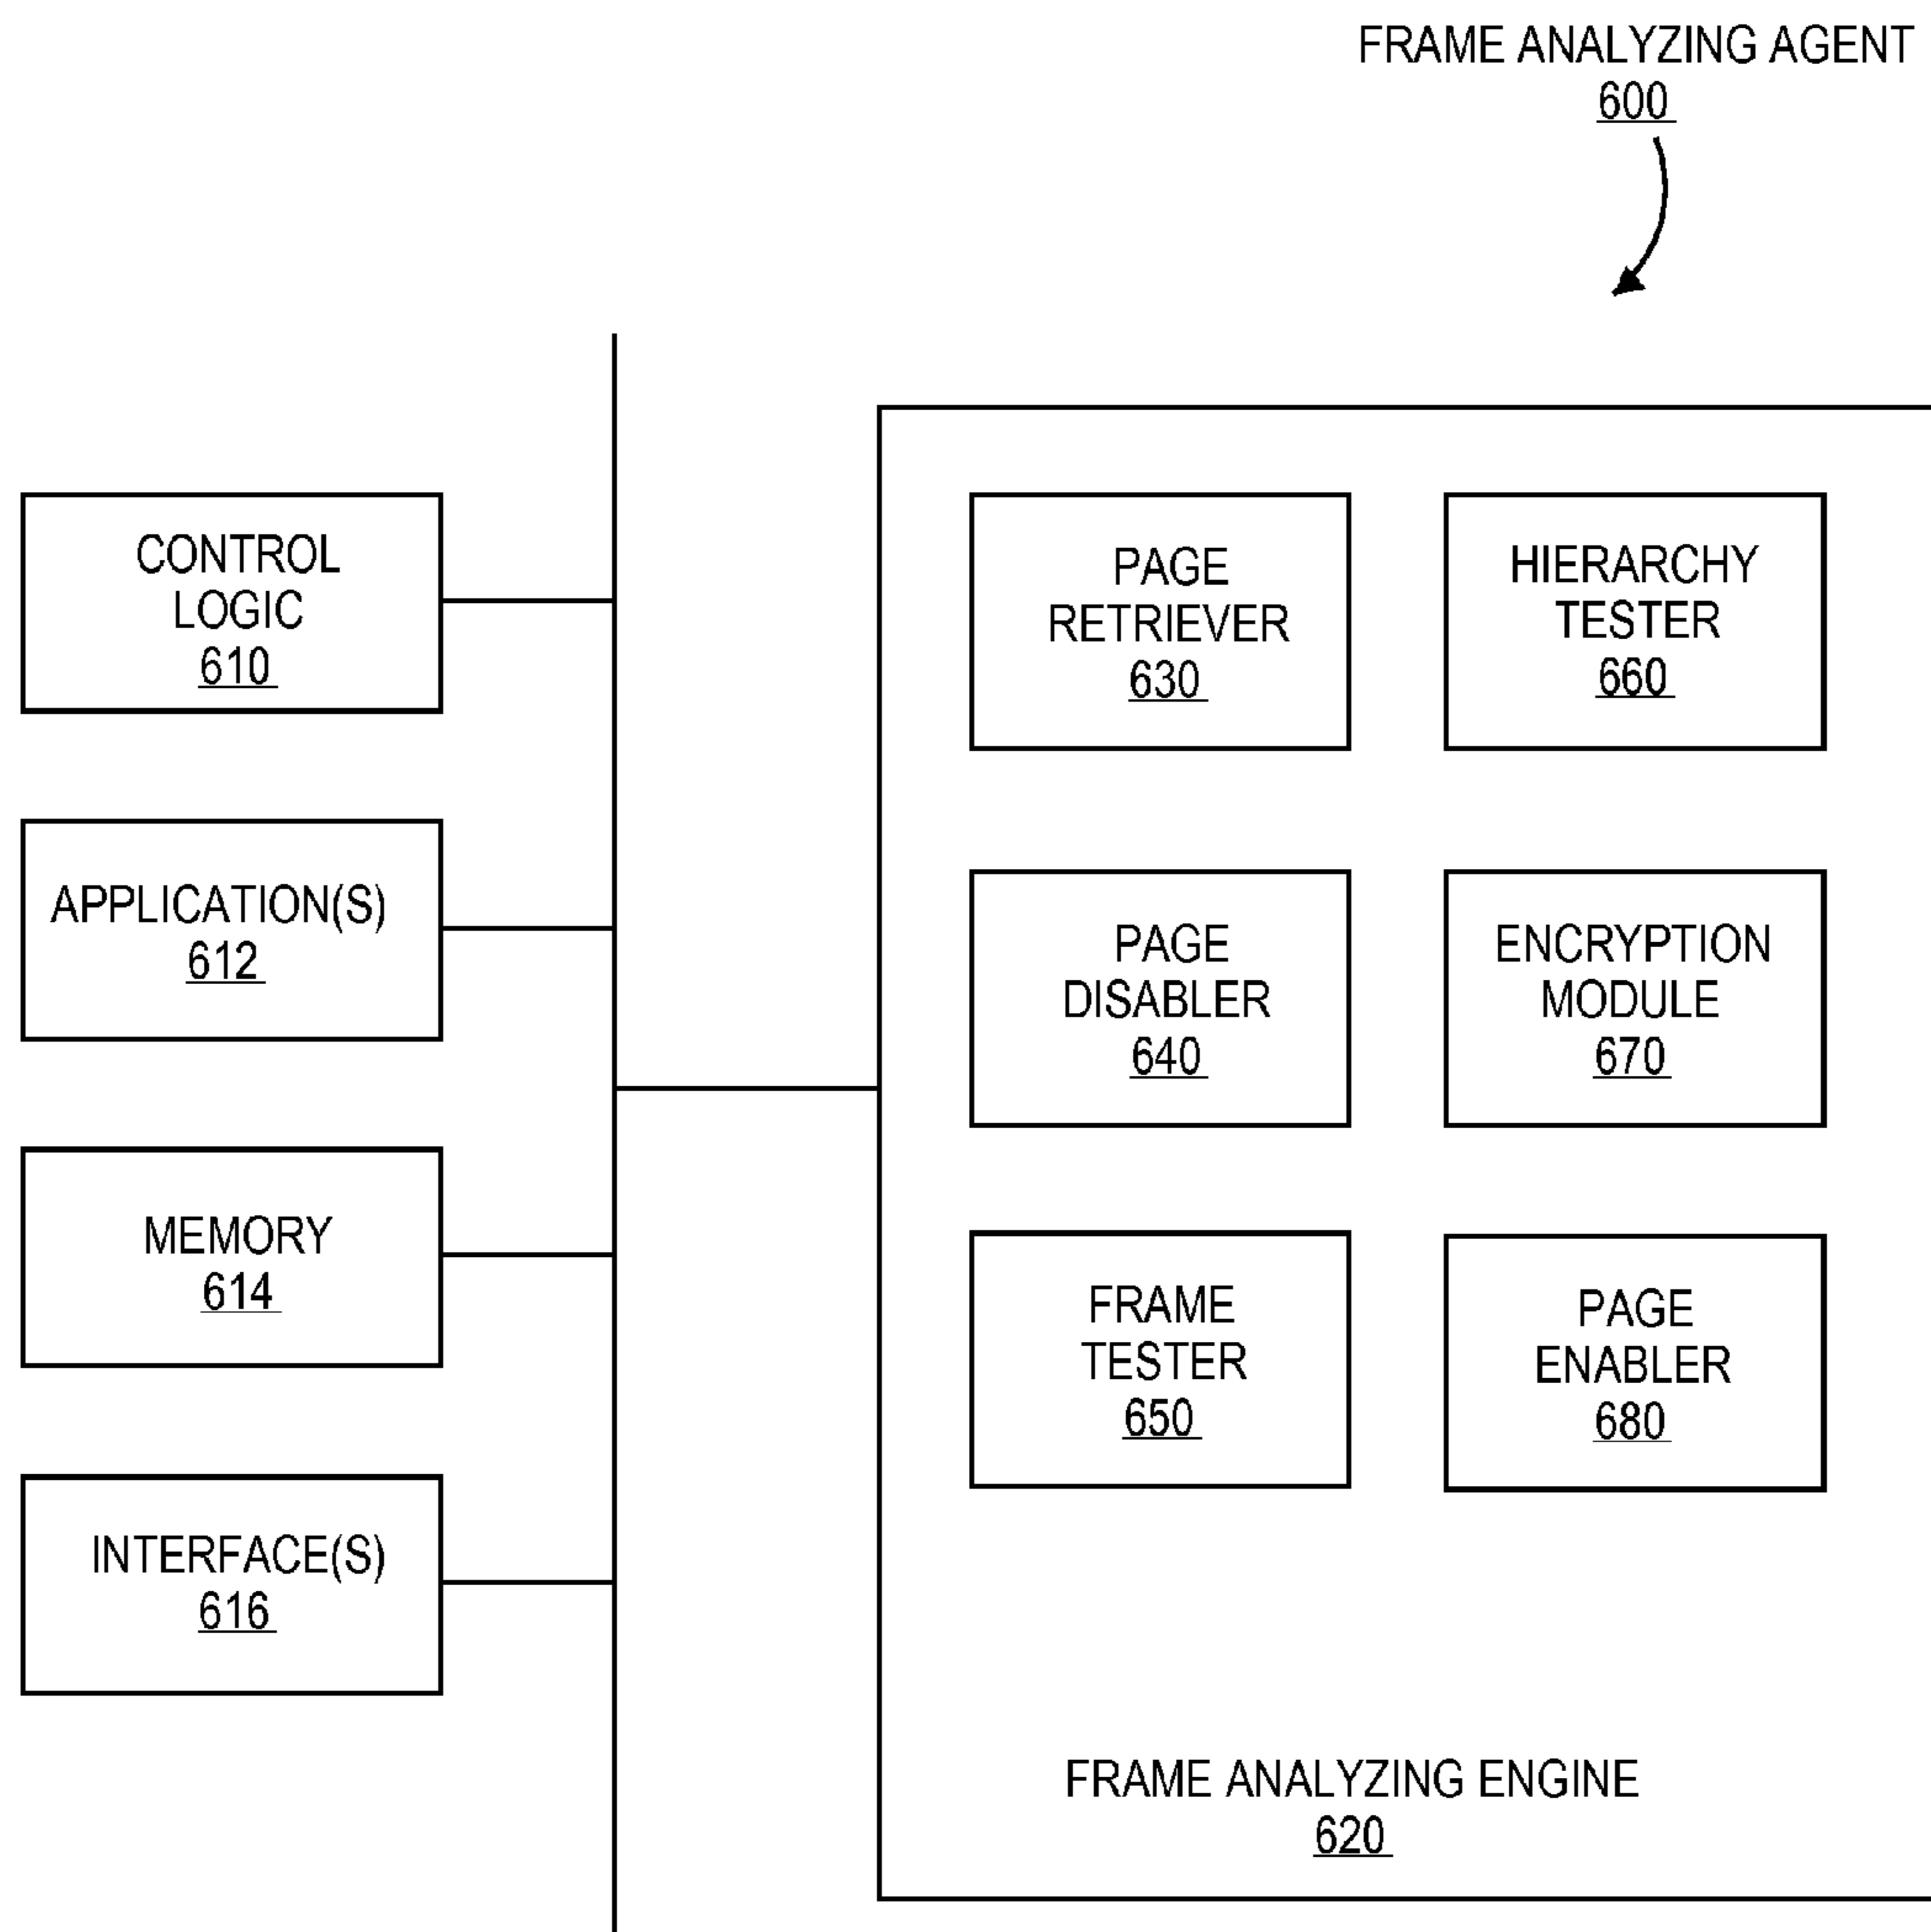 FRAME ANALYZING AGENT
600
CONTROL
LOGIC
610
APPLICATION(S)
612
MEMORY
614
INTERFACE(S)
616
PAGE
RETRIEVER
630
HIERARCHY
TESTER
660
PAGE
DISABLER
640
ENCRYPTION
MODULE
670
FRAME
TESTER
650
PAGE
ENABLER
680
FRAME ANALYZING ENGINE
620